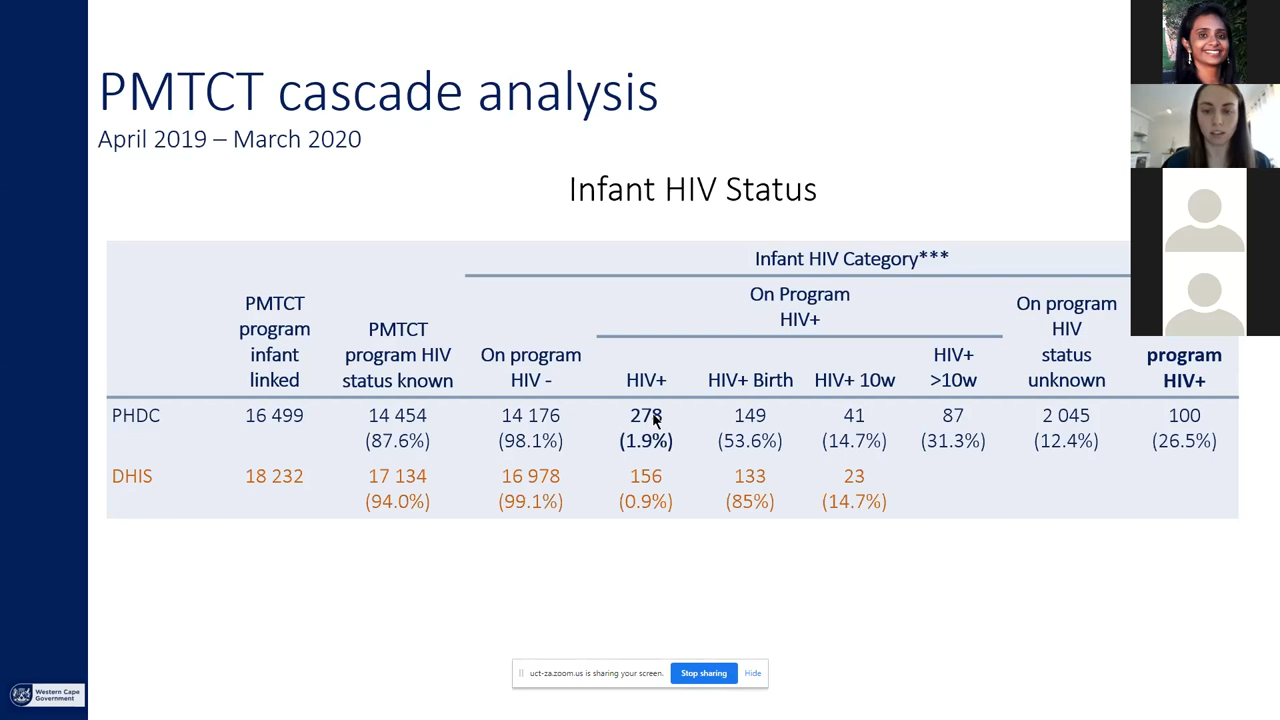 PMTCT cascade analysis
April 2019 – March 2020
Infant HIV Status
Infant HIV Category***
On Program
HIV+
PMTCT
program
infant
linked
PMTCT
program HIV
status known
On program
HIV -
HIV+
HIV+ Birth
HIV+ 10w
HIV+
>10w
On program
HIV
status
unknown
program
HIV+
PHDC 16 499 14 454 14 176 278 149 41 87 2 045 100
(87.6%) (98.1%) (1.9%) (53.6%) (14.7%) (31.3%) (12.4%) (26.5%)
DHIS 18 232 17 134 16 978 156 133 23
(94.0%) (99.1%) (0.9%) (85%) (14.7%)
uct-za.zoom.us is sharing your screen. Stop sharing Hide
Western Cape
Government